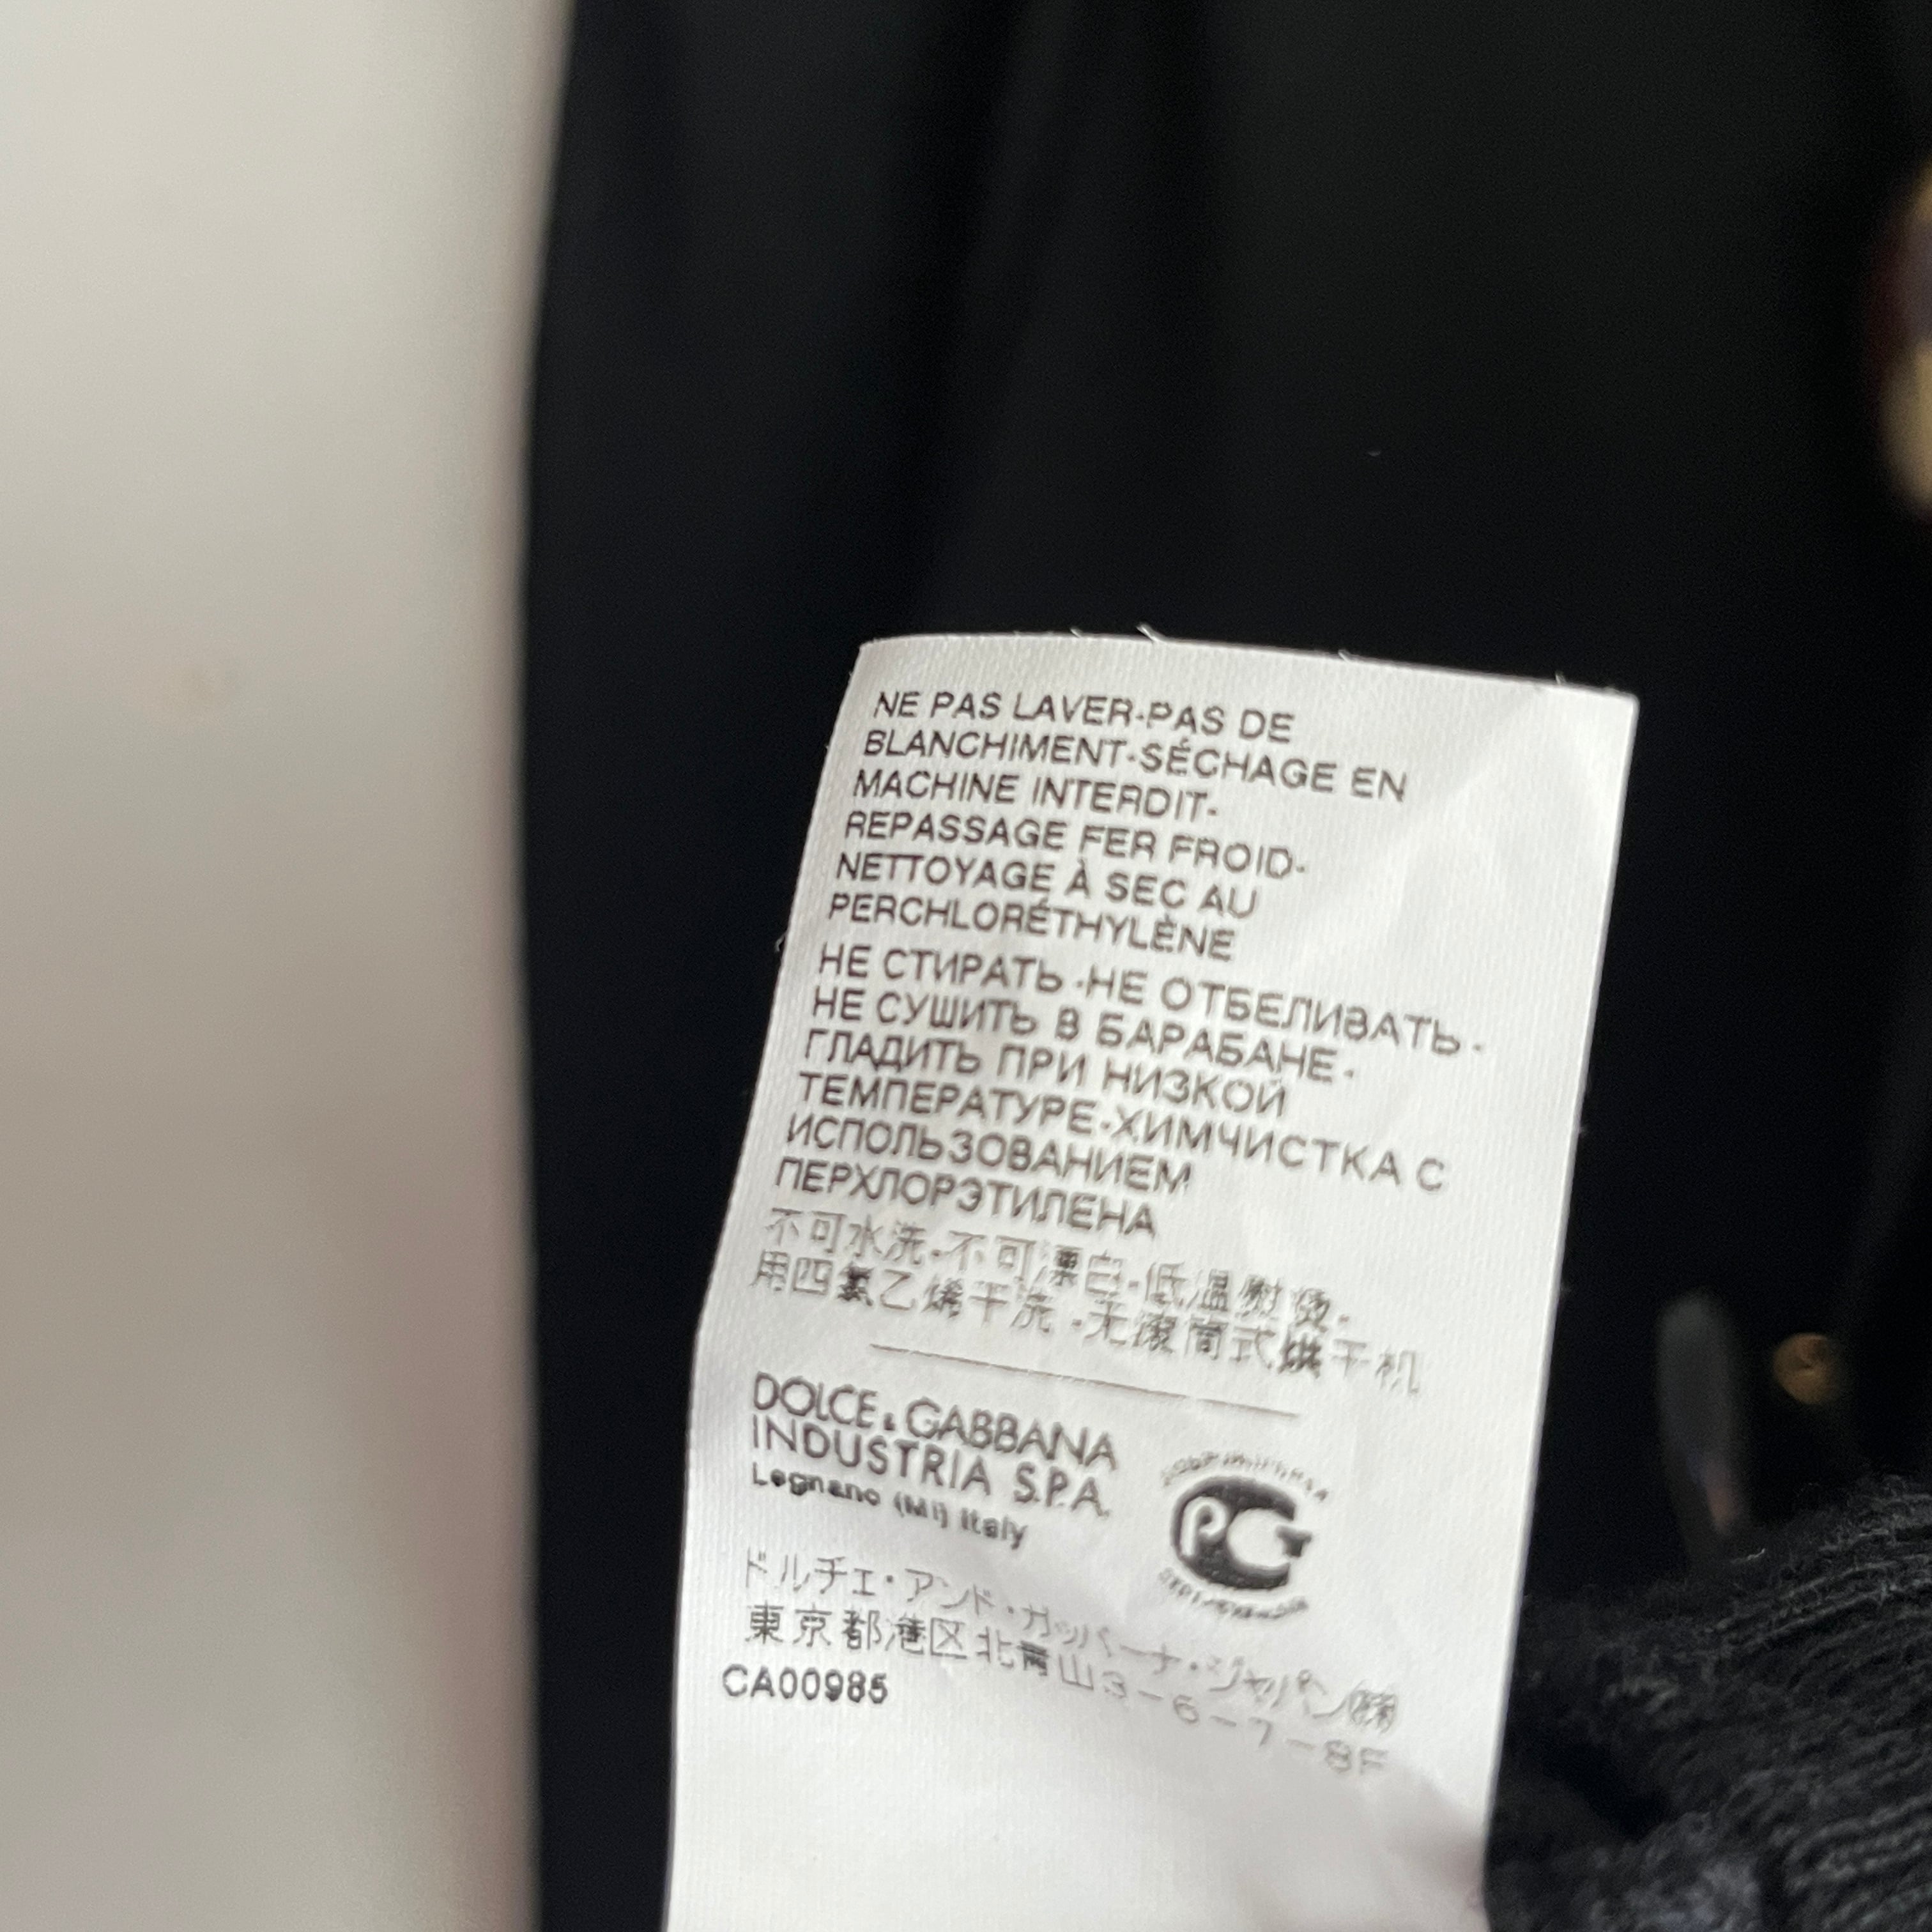 NE PAS LAVER-PAS DE
BLANCHIMENT-SÉCHAGE EN
MACHINE INTERDIT-
REPASSAGE FER FROID-
NETTOYAGE À SEC AU
PERCHLORÉTHYLÈNE
НЕ СТИРАТЬ -НЕ ОТБЕЛИВАТЬ -
НЕ СУШИТЬ В БАРАБАНЕ -
ГЛАДИТЬ ПРИ НИЗКОЙ
ТЕМПЕРАТУРЕ-ХИМЧИСТКА С
ИСПОЛЬЗОВАНИЕМ
ПЕРХЛОРЭТИЛЕНА
不可水洗-不可漂白-低温熨烫-
用四氯乙烯干洗 -无滚筒式烘干机
DOLCE & GABBANA
INDUSTRIA S.P.A.
Legnano (MI) Italy
РСТ
ドルチェ・アンド・ガッバーナ・ジャパン㈱
東京都港区北青山3-6-7-8F
CA00985